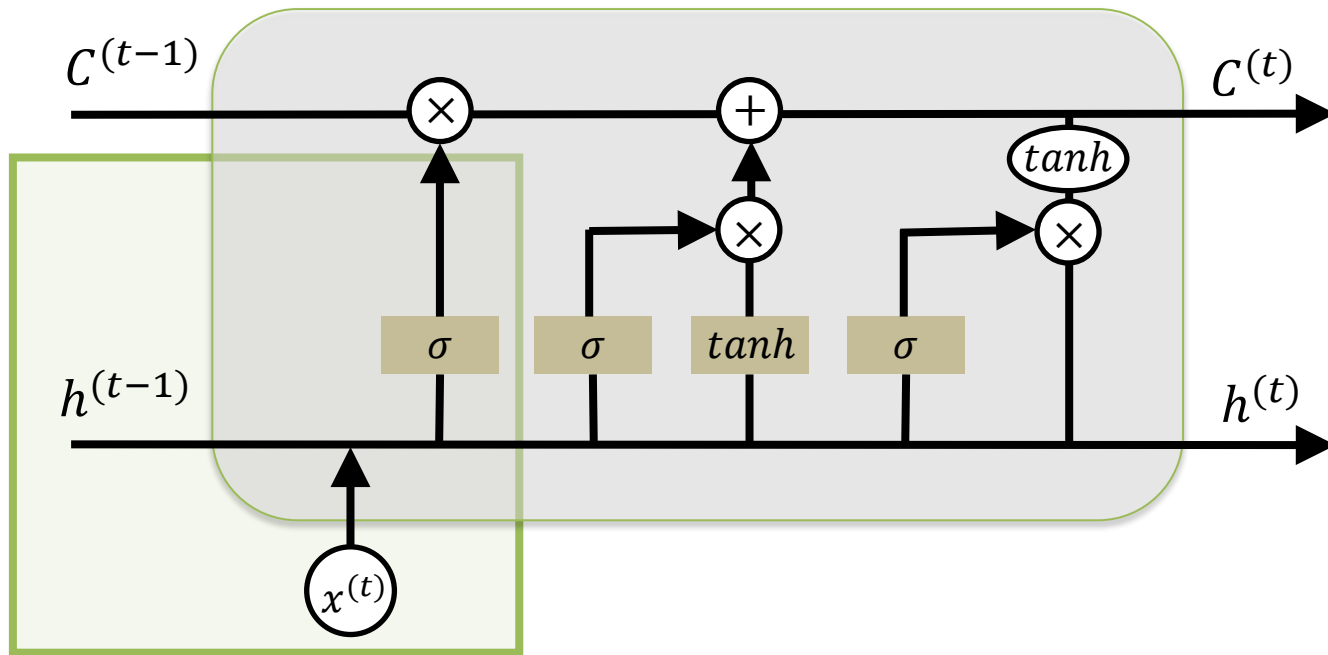 C^(t−1)
C^(t)
×
+
tanh
×
×
σ
σ
tanh
σ
h^(t−1)
h^(t)
x^(t)